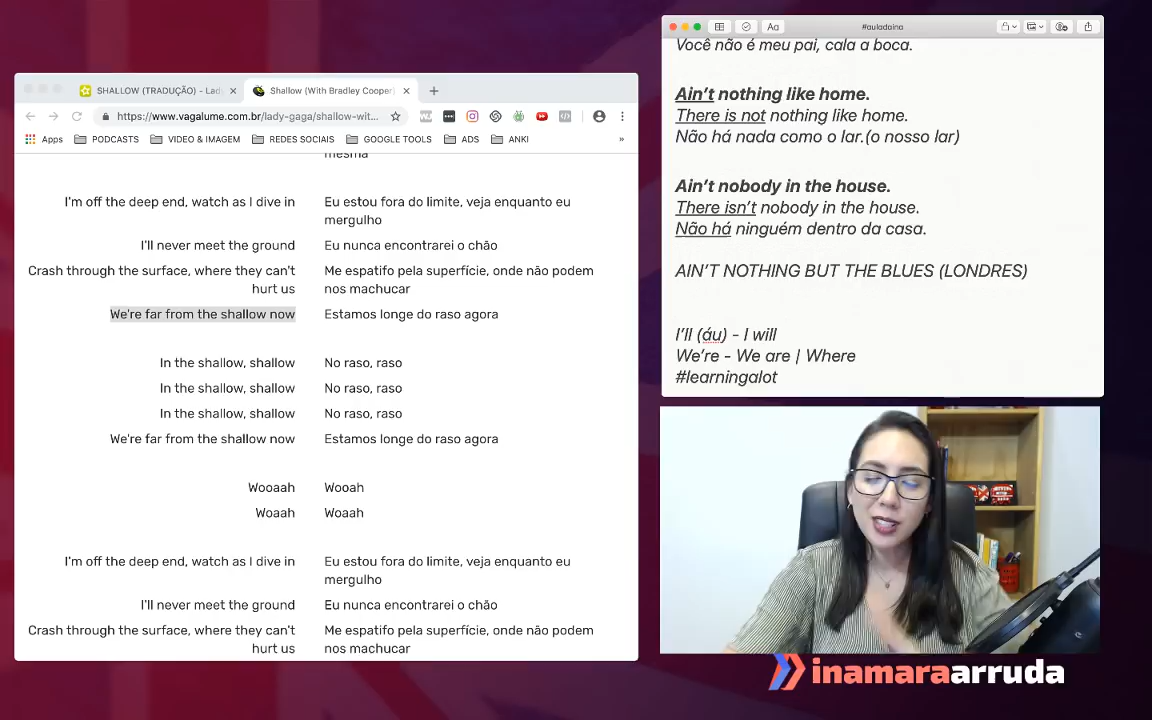 SHALLOW (TRADUÇÃO) - Lad
Shallow (With Bradley Cooper)
https://www.vagalume.com.br/lady-gaga/shallow-wit...
Apps
PODCASTS
VIDEO & IMAGEM
REDES SOCIAIS
GOOGLE TOOLS
ADS
ANKI
»
mesma
I'm off the deep end, watch as I dive in
Eu estou fora do limite, veja enquanto eu
mergulho
I'll never meet the ground
Eu nunca encontrarei o chão
Crash through the surface, where they can't
hurt us
Me espatifo pela superfície, onde não podem
nos machucar
We're far from the shallow now
Estamos longe do raso agora
In the shallow, shallow
No raso, raso
In the shallow, shallow
No raso, raso
In the shallow, shallow
No raso, raso
We're far from the shallow now
Estamos longe do raso agora
Wooaah
Wooah
Woaah
Woaah
I'm off the deep end, watch as I dive in
Eu estou fora do limite, veja enquanto eu
mergulho
I'll never meet the ground
Eu nunca encontrarei o chão
Crash through the surface, where they can't
hurt us
Me espatifo pela superfície, onde não podem
nos machucar
Aa
#auladoina
Você não é meu pai, cala a boca.
Ain't nothing like home.
There is not nothing like home.
Não há nada como o lar.(o nosso lar)
Ain't nobody in the house.
There isn't nobody in the house.
Não há ninguém dentro da casa.
AIN'T NOTHING BUT THE BLUES (LONDRES)
I'll (áu) - I will
We're - We are | Where
#learningalot
inamaraarruda